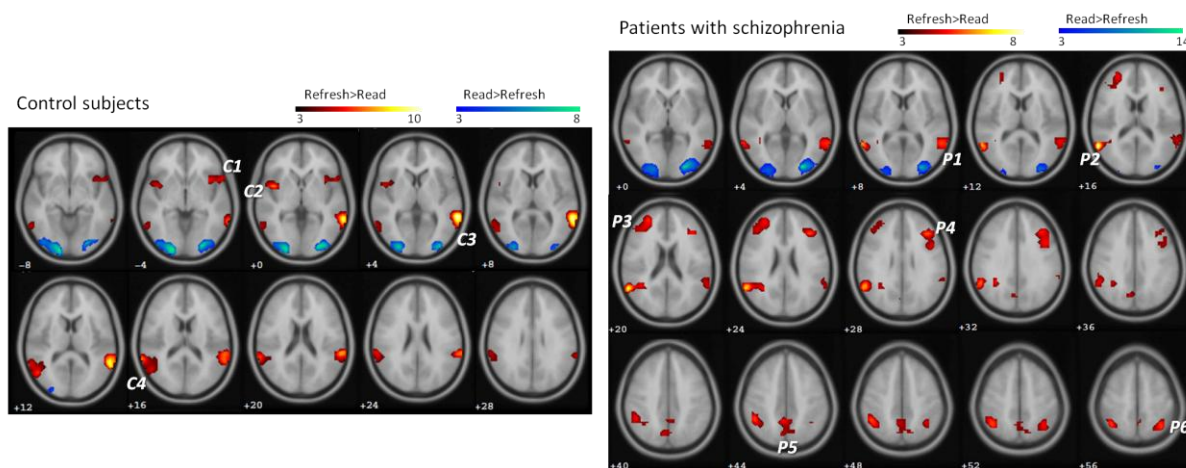 Control subjects
Refresh>Read
3 10
Read>Refresh
3 8
C1
C2
C3
−8 −4 +0 +4 +8
C4
+12 +16 +20 +24 +28
Patients with schizophrenia
Refresh>Read
3 8
Read>Refresh
3 14
P1
P2
+0 +4 +8 +12 +16
P3
P4
+20 +24 +28 +32 +36
P5
P6
+40 +44 +48 +52 +56